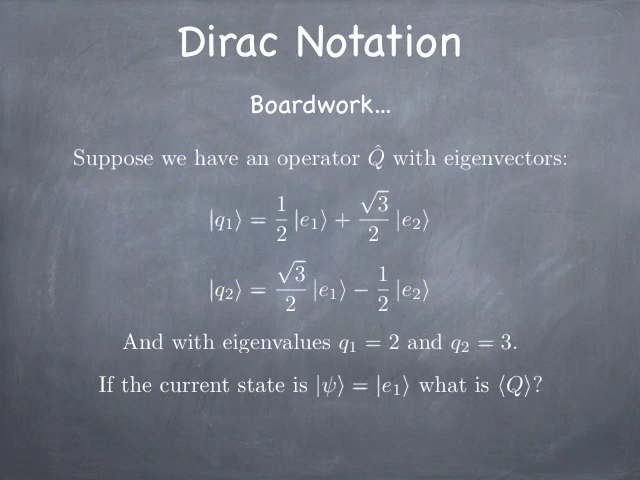 Dirac Notation
Boardwork...
Suppose we have an operator Q̂ with eigenvectors:
|q₁⟩ = 1/2 |e₁⟩ + √3/2 |e₂⟩
|q₂⟩ = √3/2 |e₁⟩ − 1/2 |e₂⟩
And with eigenvalues q₁ = 2 and q₂ = 3.
If the current state is |ψ⟩ = |e₁⟩ what is ⟨Q⟩?